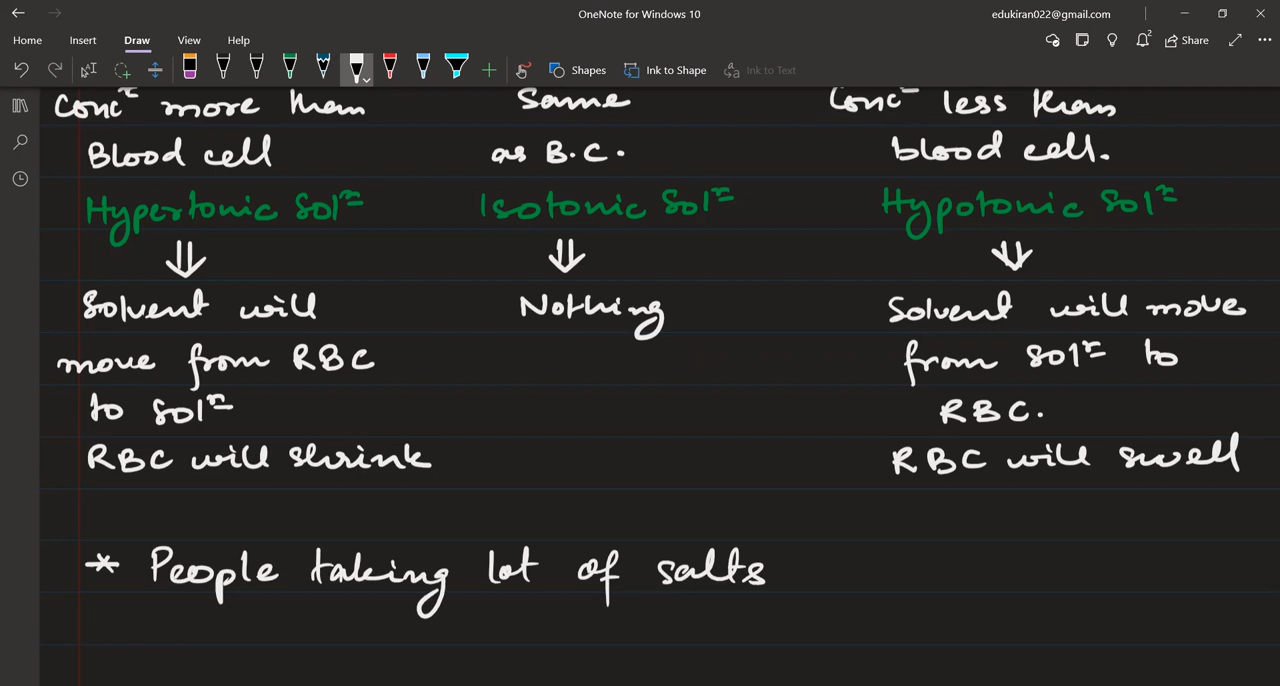 OneNote for Windows 10
edukiran022@gmail.com
Home Insert Draw View Help
Share
Shapes Ink to Shape Ink to Text
Concⁿ more than Same Concⁿ less than
Blood cell as B.C. blood cell.
Hypertonic Solⁿ Isotonic Solⁿ Hypotonic Solⁿ
⇓ ⇓ ⇓
Solvent will Nothing Solvent will move
move from RBC from solⁿ to
to solⁿ RBC.
RBC will shrink RBC will swell
* People taking lot of salts